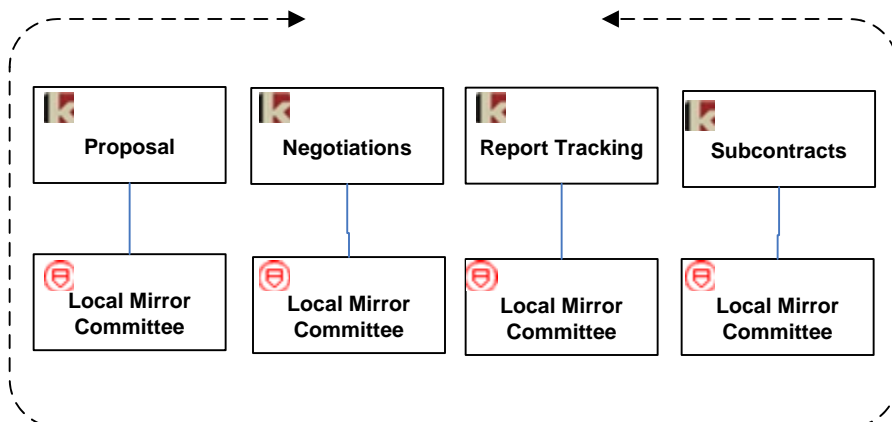 Proposal
Negotiations
Report Tracking
Subcontracts
Local Mirror
Committee
Local Mirror
Committee
Local Mirror
Committee
Local Mirror
Committee